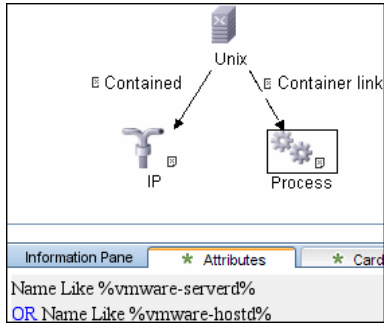 Unix
Contained
Container link
IP
Process
Information Pane
* Attributes
* Card
Name Like %vmware-serverd%
OR Name Like %vmware-hostd%